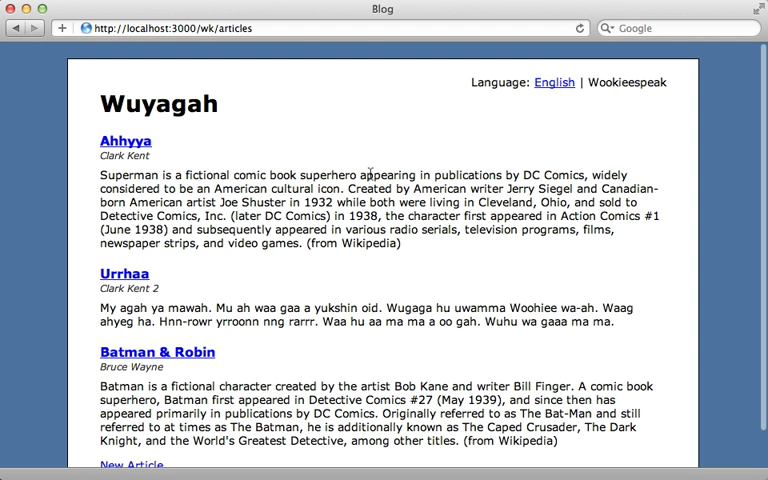 Blog
http://localhost:3000/wk/articles
Google
Language: English | Wookieespeak
Wuyagah
Ahhyya
Clark Kent
Superman is a fictional comic book superhero appearing in publications by DC Comics, widely
considered to be an American cultural icon. Created by American writer Jerry Siegel and Canadian-
born American artist Joe Shuster in 1932 while both were living in Cleveland, Ohio, and sold to
Detective Comics, Inc. (later DC Comics) in 1938, the character first appeared in Action Comics #1
(June 1938) and subsequently appeared in various radio serials, television programs, films,
newspaper strips, and video games. (from Wikipedia)
Urrhaa
Clark Kent 2
My agah ya mawah. Mu ah waa gaa a yukshin oid. Wugaga hu uwamma Woohiee wa-ah. Waag
ahyeg ha. Hnn-rowr yrroonn nng rarrr. Waa hu aa ma ma a oo gah. Wuhu wa gaaa ma ma.
Batman & Robin
Bruce Wayne
Batman is a fictional character created by the artist Bob Kane and writer Bill Finger. A comic book
superhero, Batman first appeared in Detective Comics #27 (May 1939), and since then has
appeared primarily in publications by DC Comics. Originally referred to as The Bat-Man and still
referred to at times as The Batman, he is additionally known as The Caped Crusader, The Dark
Knight, and the World's Greatest Detective, among other titles. (from Wikipedia)
New Article